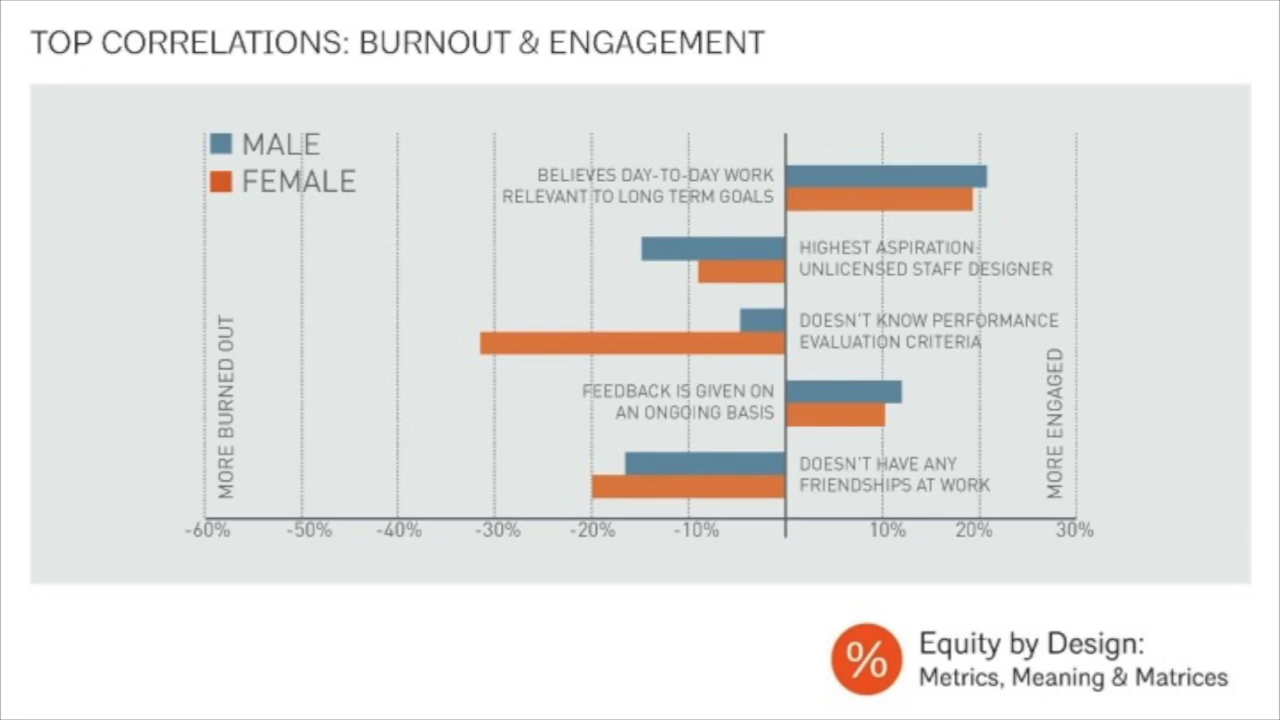 TOP CORRELATIONS: BURNOUT & ENGAGEMENT
MALE
FEMALE
BELIEVES DAY-TO-DAY WORK
RELEVANT TO LONG TERM GOALS
HIGHEST ASPIRATION:
UNLICENSED STAFF DESIGNER
DOESN'T KNOW PERFORMANCE
EVALUATION CRITERIA
FEEDBACK IS GIVEN ON
AN ONGOING BASIS
DOESN'T HAVE ANY
FRIENDSHIPS AT WORK
MORE BURNED OUT
MORE ENGAGED
-60% -50% -40% -30% -20% -10% 10% 20% 30%
% Equity by Design:
Metrics, Meaning & Matrices